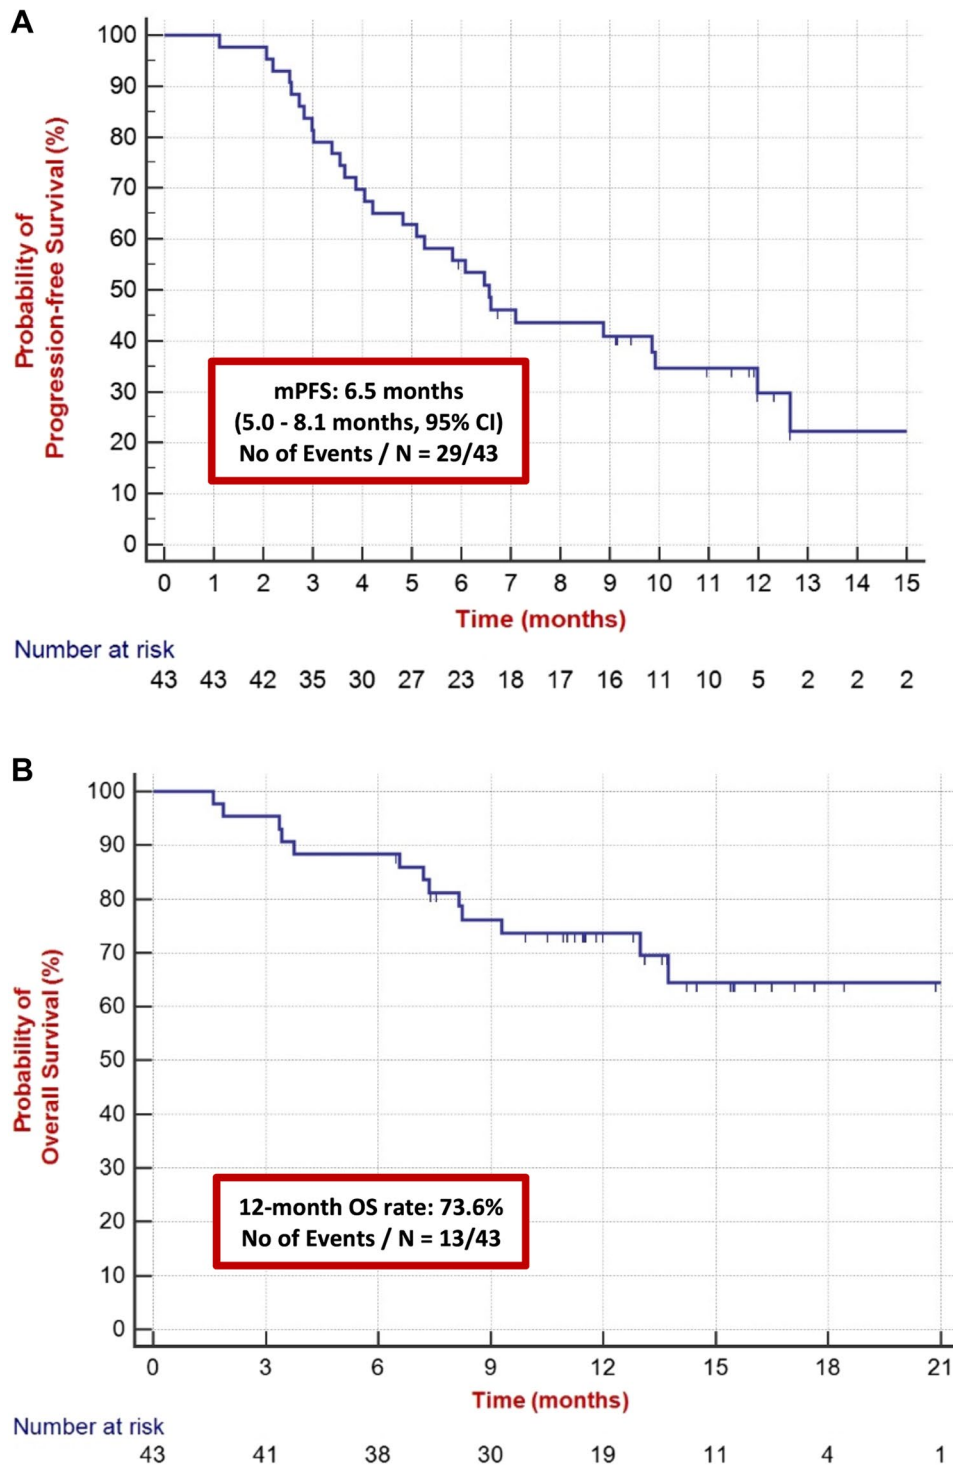 A
Probability of
Progression-free Survival (%)
100
90
80
70
60
50
40
30
20
10
0
mPFS: 6.5 months
(5.0 - 8.1 months, 95% CI)
No of Events / N = 29/43
0 1 2 3 4 5 6 7 8 9 10 11 12 13 14 15
Time (months)
Number at risk
43 43 42 35 30 27 23 18 17 16 11 10 5 2 2 2
B
Probability of
Overall Survival (%)
100
90
80
70
60
50
40
30
20
10
0
12-month OS rate: 73.6%
No of Events / N = 13/43
0 3 6 9 12 15 18 21
Time (months)
Number at risk
43 41 38 30 19 11 4 1